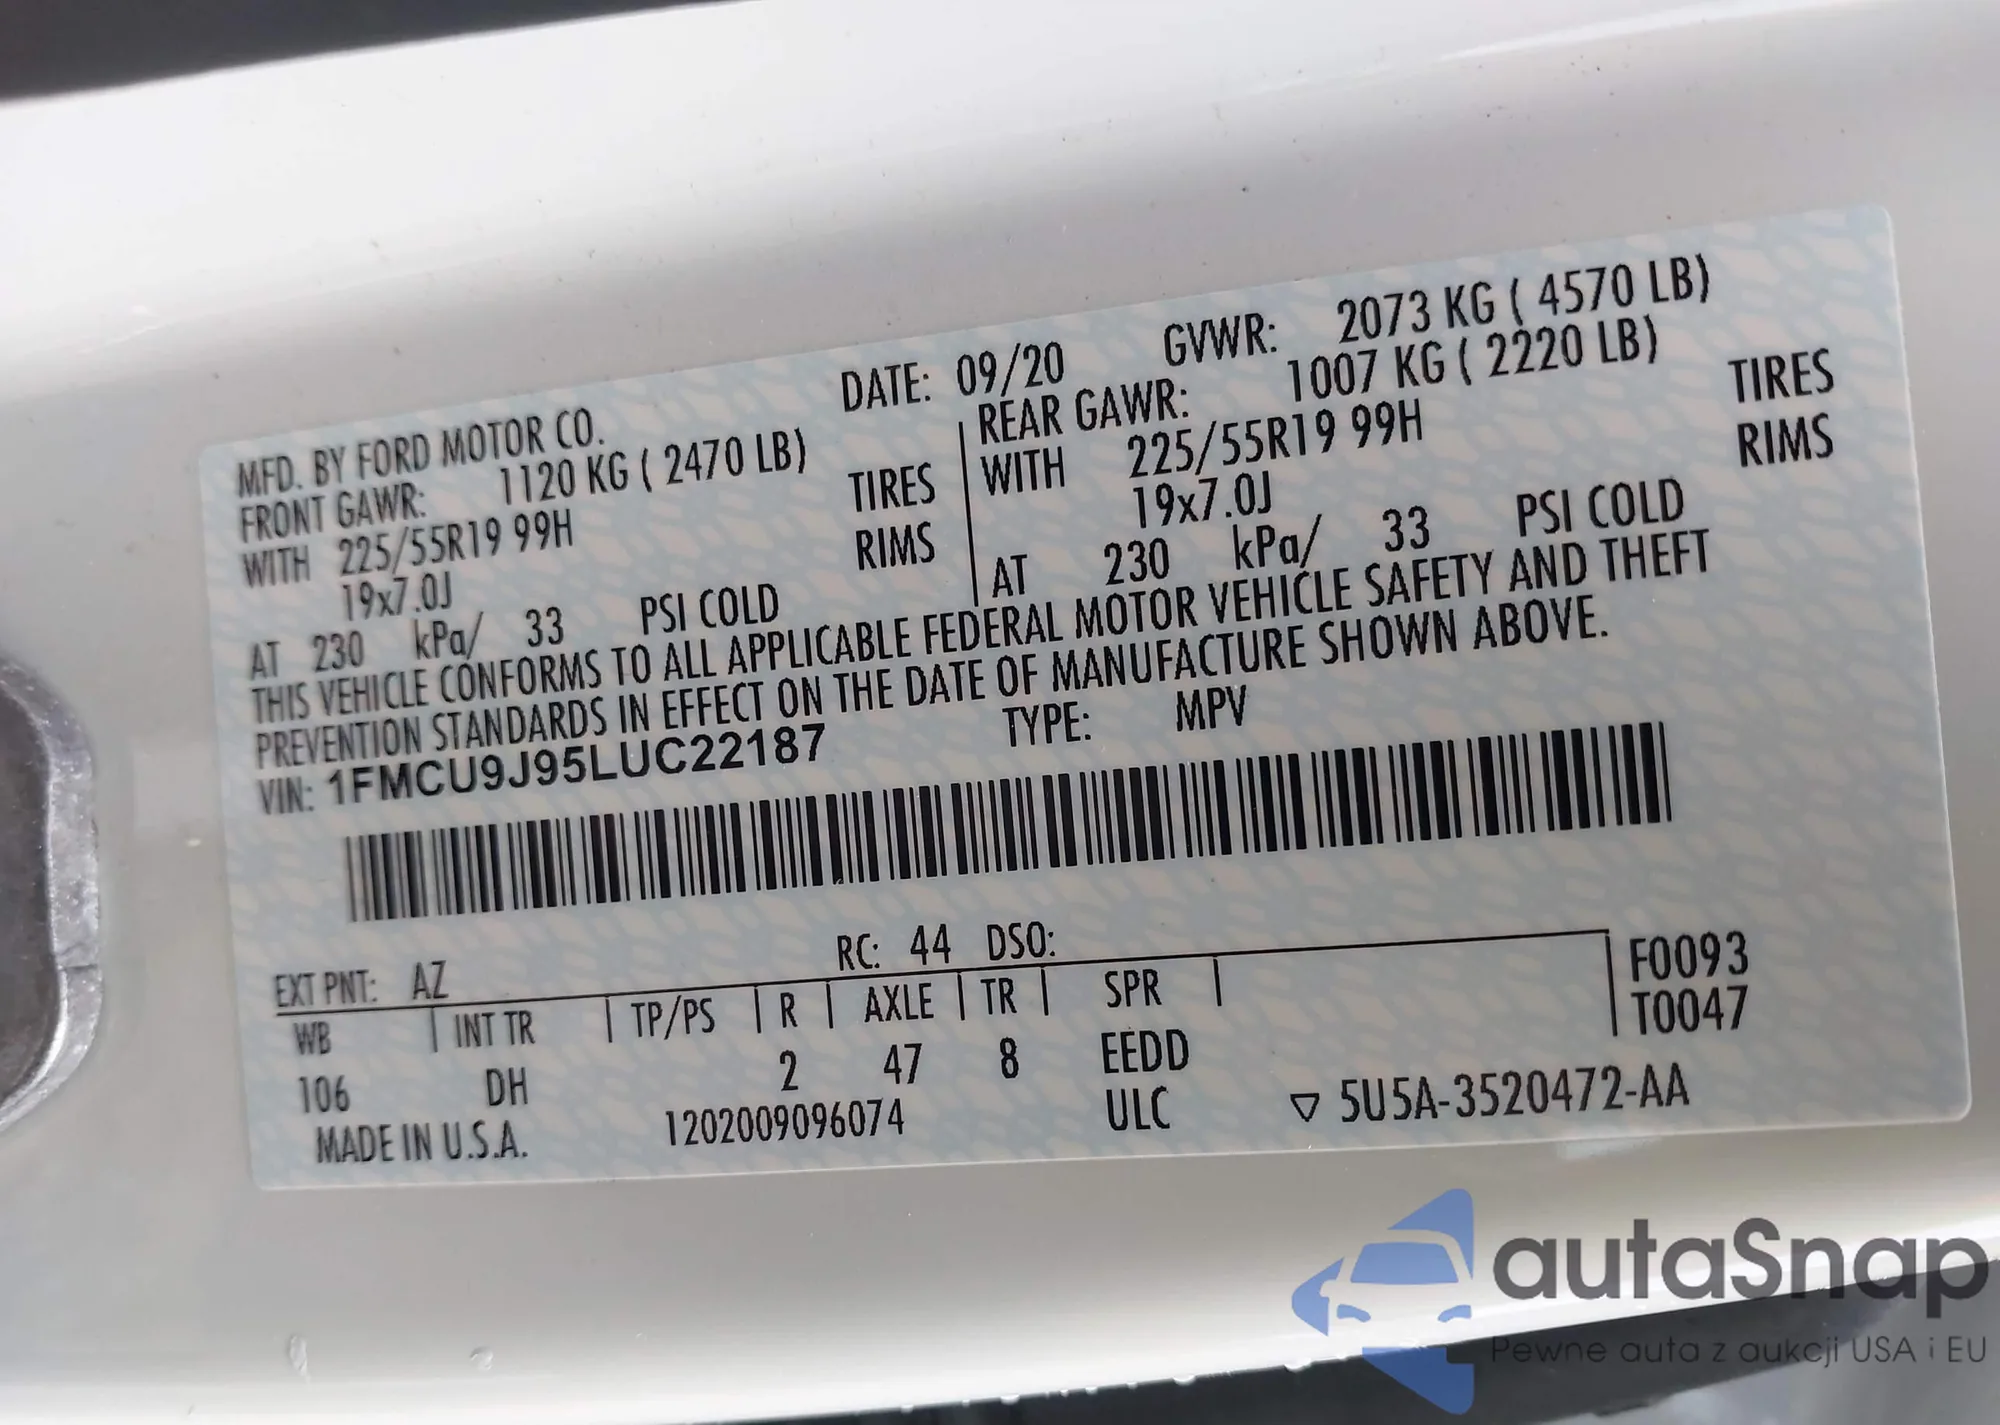 MFD. BY FORD MOTOR CO. DATE: 09/20 GVWR: 2073 KG ( 4570 LB)
FRONT GAWR: 1120 KG ( 2470 LB) REAR GAWR: 1007 KG ( 2220 LB)
WITH 225/55R19 99H TIRES WITH 225/55R19 99H TIRES
19x7.0J RIMS 19x7.0J RIMS
AT 230 kPa/ 33 PSI COLD AT 230 kPa/ 33 PSI COLD
THIS VEHICLE CONFORMS TO ALL APPLICABLE FEDERAL MOTOR VEHICLE SAFETY AND THEFT
PREVENTION STANDARDS IN EFFECT ON THE DATE OF MANUFACTURE SHOWN ABOVE.
VIN: 1FMCU9J95LUC22187 TYPE: MPV
EXT PNT: AZ RC: 44 DSO:
WB INT TR TP/PS R AXLE TR SPR F0093
T0047
106 DH 2 47 8 EEDD
MADE IN U.S.A. 1202009096074 ULC ▽ 5U5A-3520472-AA
autaSnap
Pewne auta z aukcji USA i EU